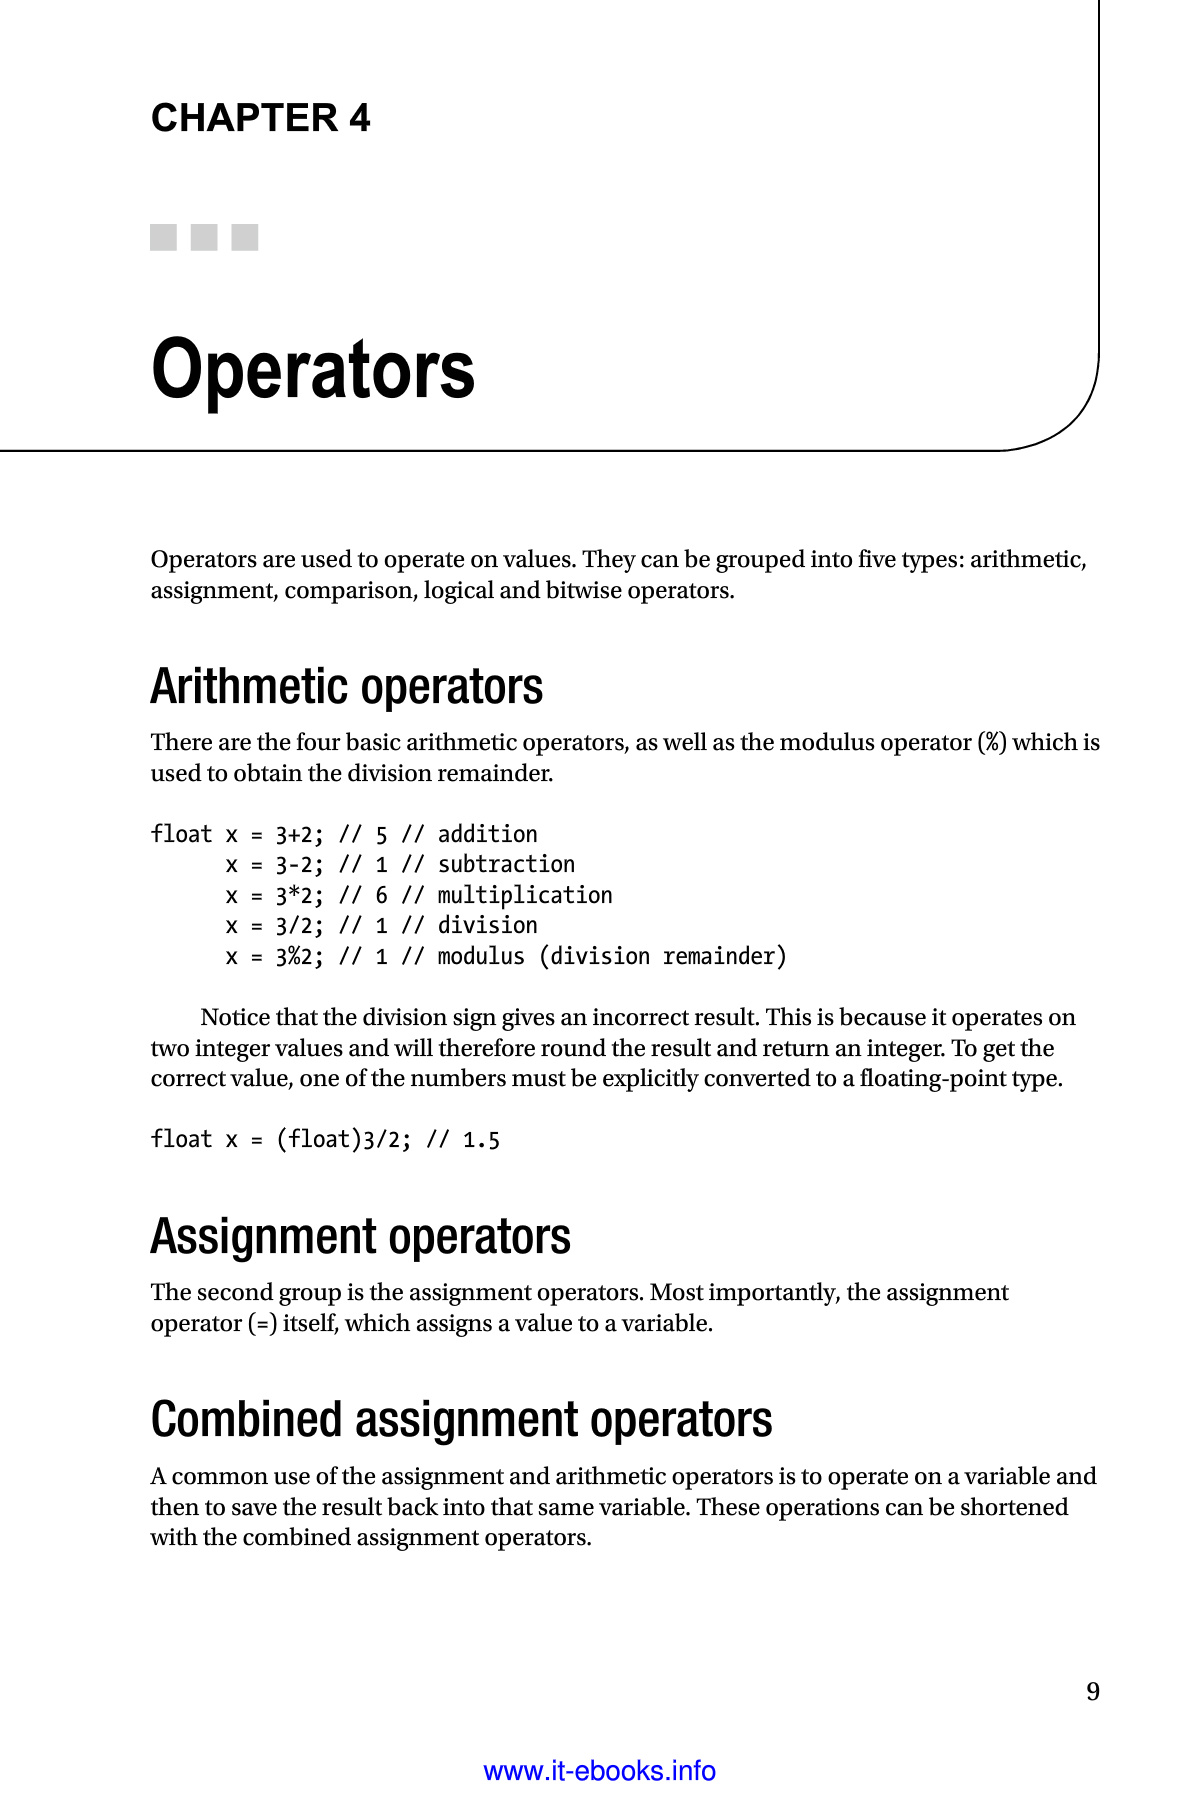 CHAPTER 4
Operators
Operators are used to operate on values. They can be grouped into five types: arithmetic,
assignment, comparison, logical and bitwise operators.
Arithmetic operators
There are the four basic arithmetic operators, as well as the modulus operator (%) which is
used to obtain the division remainder.
float x = 3+2; // 5 // addition
x = 3-2; // 1 // subtraction
x = 3*2; // 6 // multiplication
x = 3/2; // 1 // division
x = 3%2; // 1 // modulus (division remainder)
Notice that the division sign gives an incorrect result. This is because it operates on
two integer values and will therefore round the result and return an integer. To get the
correct value, one of the numbers must be explicitly converted to a floating-point type.
float x = (float)3/2; // 1.5
Assignment operators
The second group is the assignment operators. Most importantly, the assignment
operator (=) itself, which assigns a value to a variable.
Combined assignment operators
A common use of the assignment and arithmetic operators is to operate on a variable and
then to save the result back into that same variable. These operations can be shortened
with the combined assignment operators.
9
www.it-ebooks.info